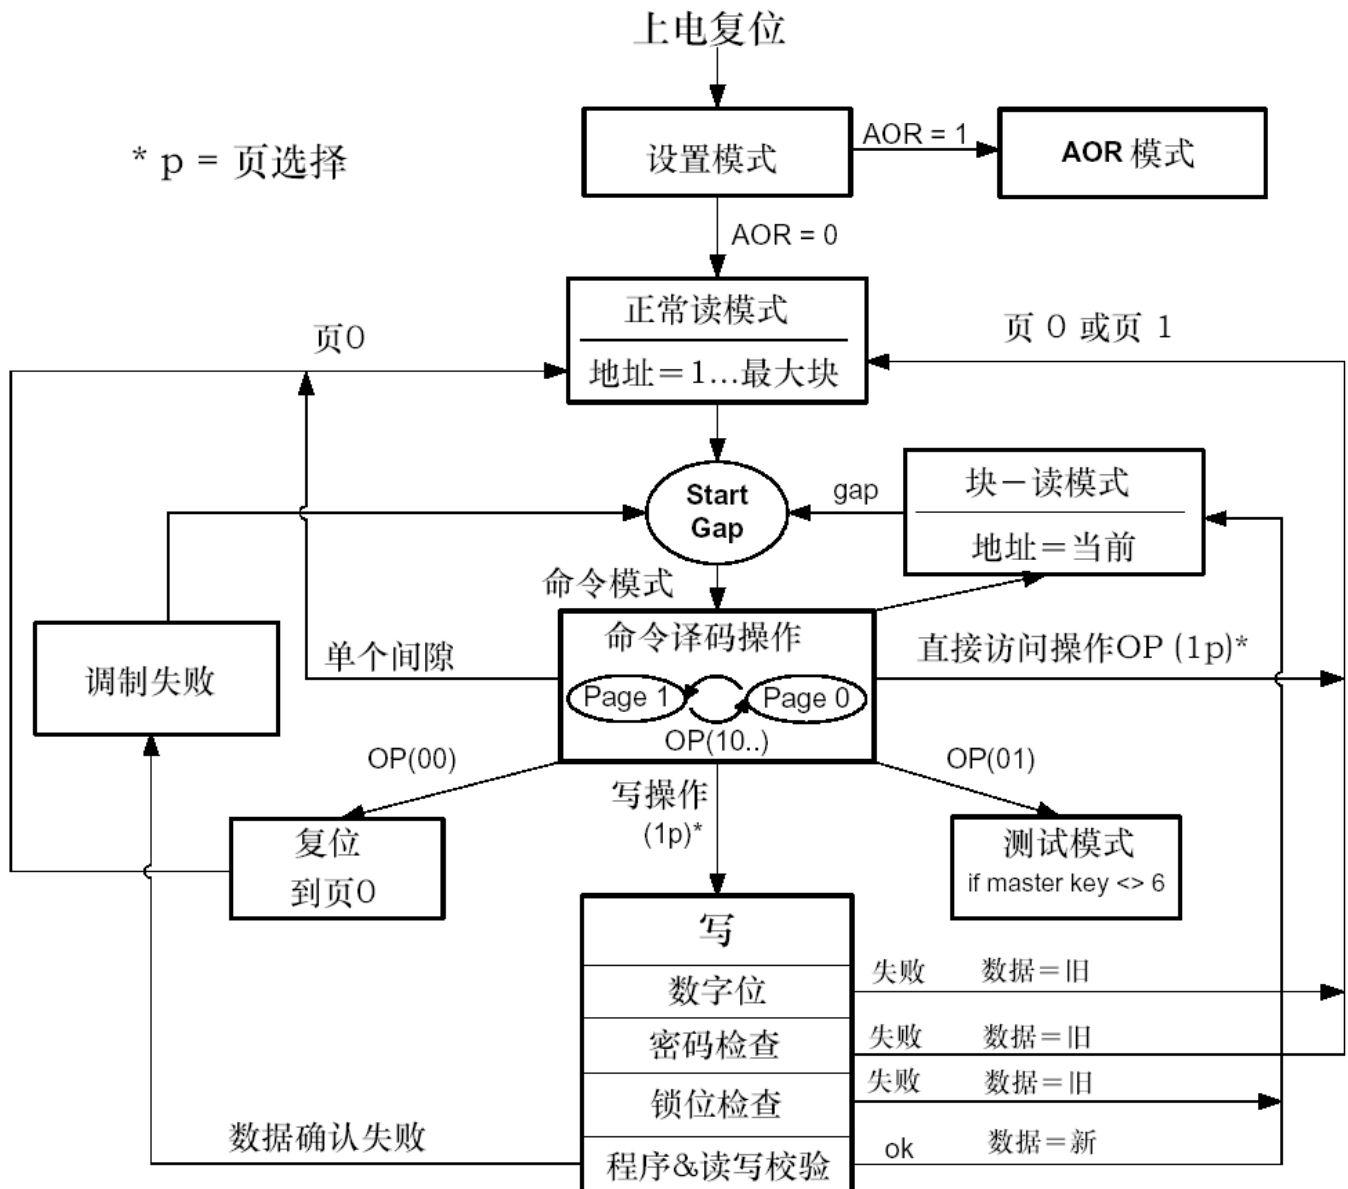 上电复位
* p = 页选择
设置模式
AOR = 1
AOR 模式
AOR = 0
正常读模式
地址=1...最大块
页0
页 0 或页 1
Start
Gap
gap
块-读模式
地址=当前
命令模式
命令译码操作
Page 1
Page 0
OP(10..)
单个间隙
直接访问操作OP (1p)*
调制失败
OP(00)
OP(01)
写操作
(1p)*
复位
到页0
测试模式
if master key <> 6
写
数字位
失败 数据=旧
密码检查
失败 数据=旧
锁位检查
失败 数据=旧
数据确认失败
程序&读写校验
ok 数据=新